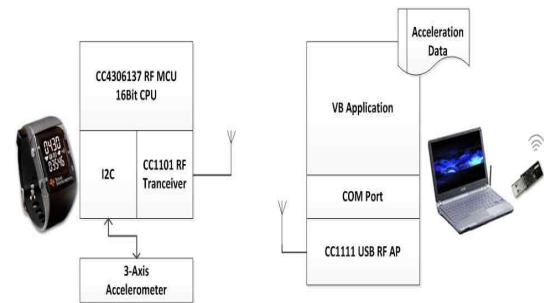 CC4306137 RF MCU
16Bit CPU
I2C
CC1101 RF
Tranceiver
3-Axis
Accelerometer
Acceleration
Data
VB Application
COM Port
CC1111 USB RF AP